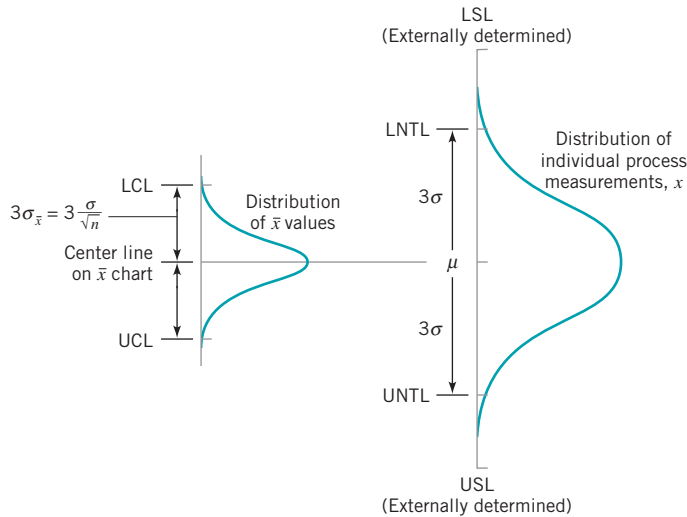 LSL
(Externally determined)
LNTL
Distribution of
individual process
measurements, x
3σ
LCL
Distribution
of x̄ values
3σx̄ = 3 σ/√n
Center line
on x̄ chart
μ
3σ
UCL
UNTL
USL
(Externally determined)